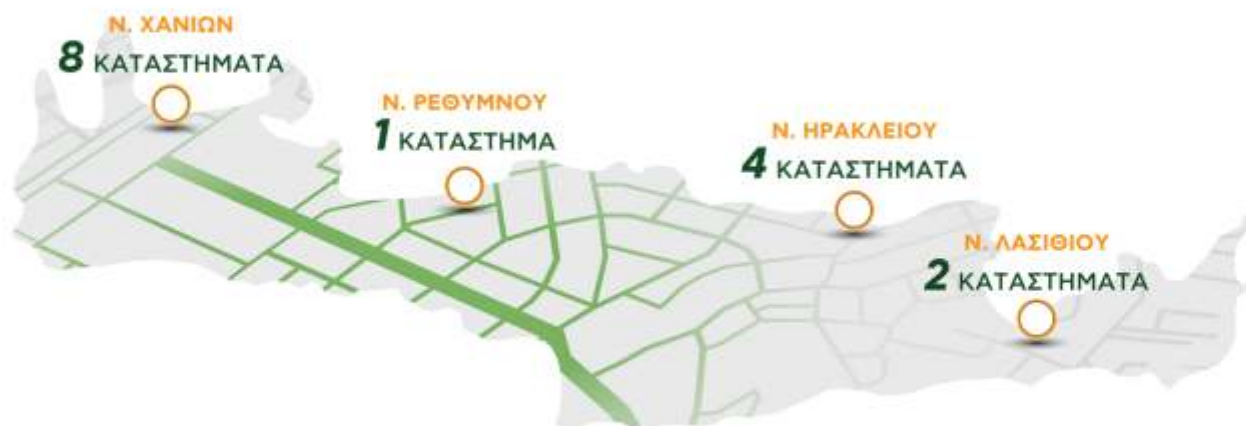 Ν. ΧΑΝΙΩΝ
8 ΚΑΤΑΣΤΗΜΑΤΑ
Ν. ΡΕΘΥΜΝΟΥ
1 ΚΑΤΑΣΤΗΜΑ
Ν. ΗΡΑΚΛΕΙΟΥ
4 ΚΑΤΑΣΤΗΜΑΤΑ
Ν. ΛΑΣΙΘΙΟΥ
2 ΚΑΤΑΣΤΗΜΑΤΑ